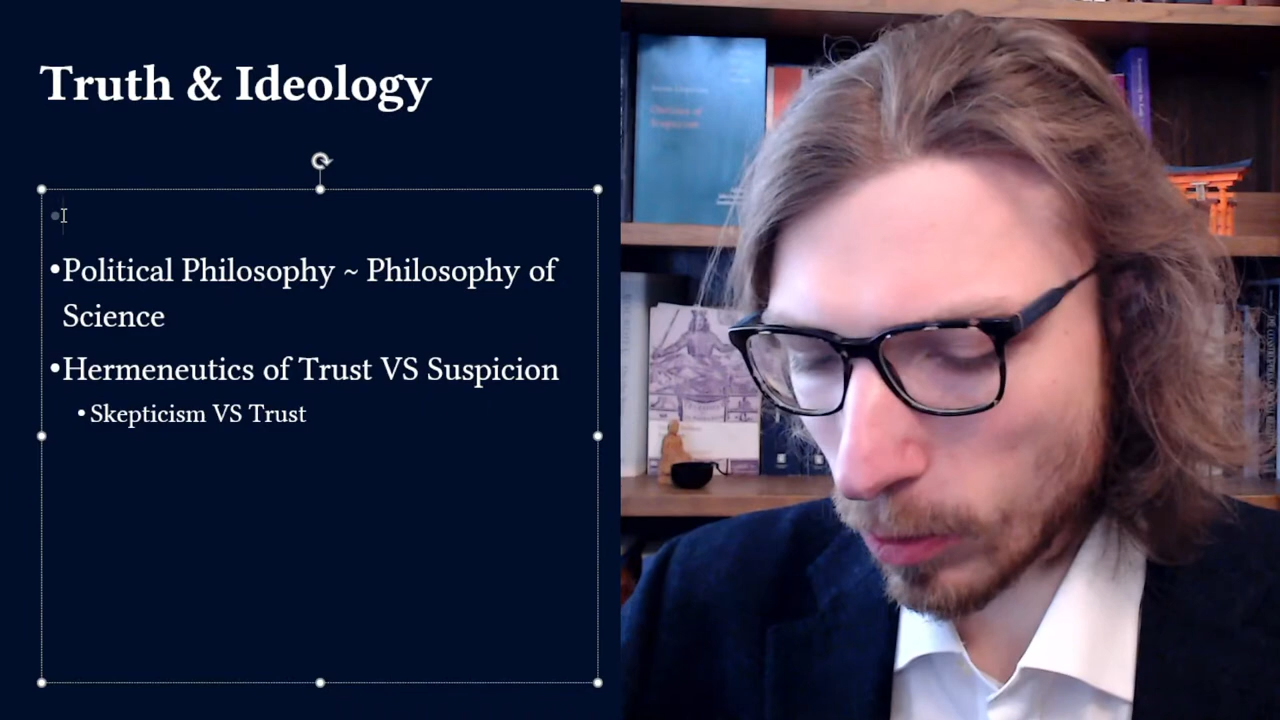 Truth & Ideology
•Political Philosophy ~ Philosophy of
Science
•Hermeneutics of Trust VS Suspicion
• Skepticism VS Trust